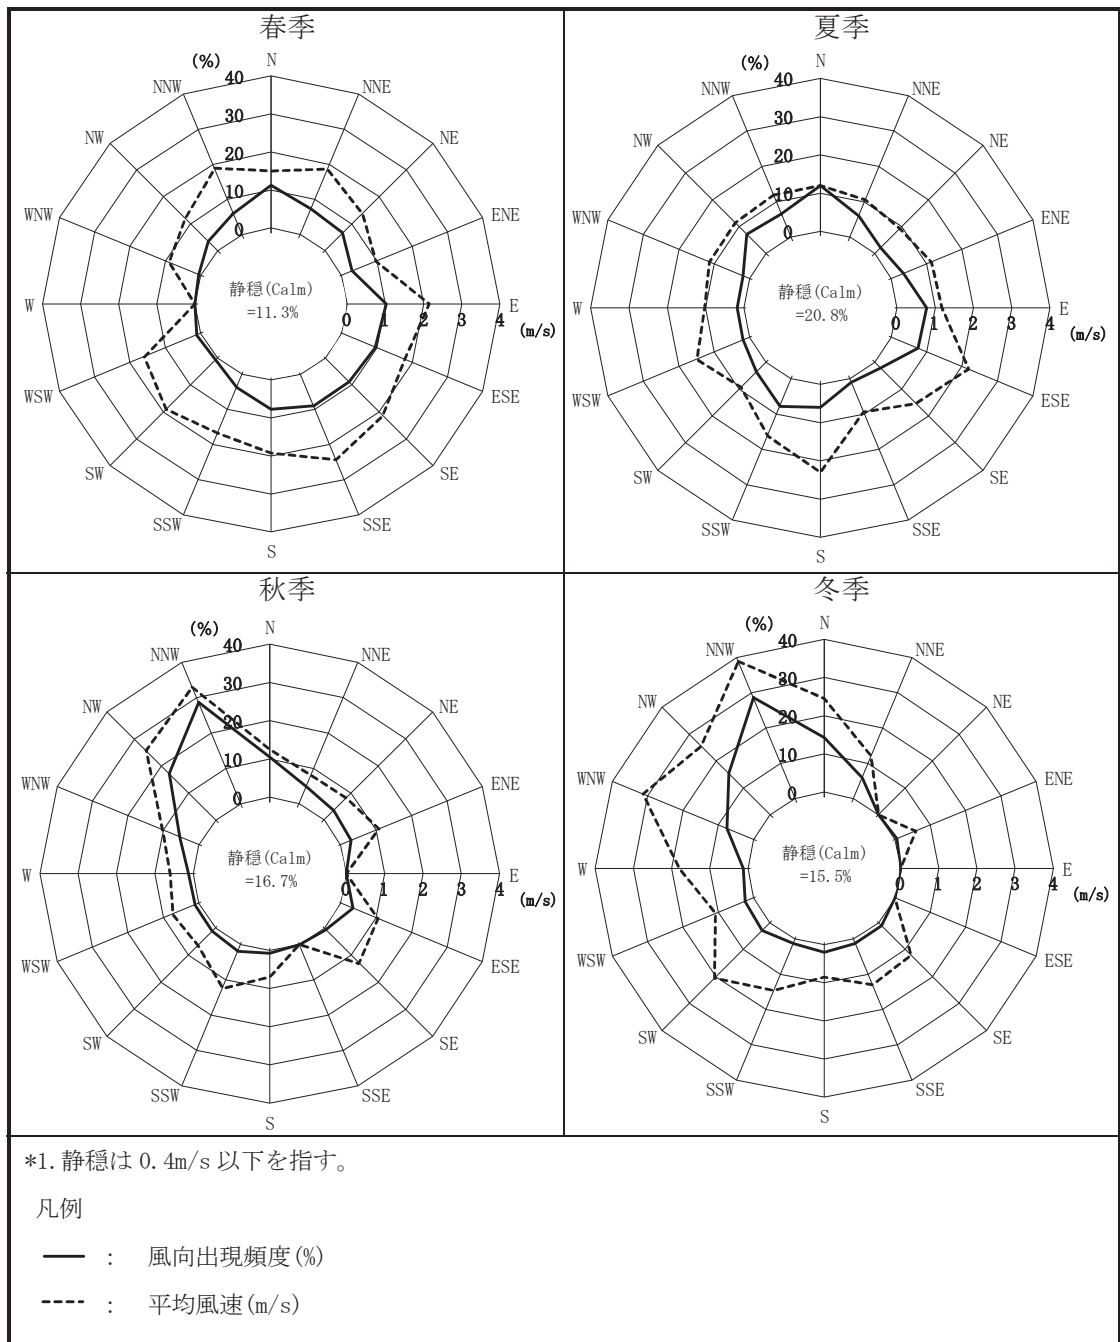 春季
(%)
N
NNE
NE
ENE
E
ESE
SE
SSE
S
SSW
SW
WSW
W
WNW
NW
NNW
40
30
20
10
0
静穏(Calm)
=11.3%
0 1 2 3 4
(m/s)
夏季
(%)
N
NNE
NE
ENE
E
ESE
SE
SSE
S
SSW
SW
WSW
W
WNW
NW
NNW
40
30
20
10
0
静穏(Calm)
=20.8%
0 1 2 3 4
(m/s)
秋季
(%)
N
NNE
NE
ENE
E
ESE
SE
SSE
S
SSW
SW
WSW
W
WNW
NW
NNW
40
30
20
10
0
静穏(Calm)
=16.7%
0 1 2 3 4
(m/s)
冬季
(%)
N
NNE
NE
ENE
E
ESE
SE
SSE
S
SSW
SW
WSW
W
WNW
NW
NNW
40
30
20
10
0
静穏(Calm)
=15.5%
0 1 2 3 4
(m/s)
*1.静穏は 0.4m/s 以下を指す。
凡例
: 風向出現頻度(%)
: 平均風速(m/s)